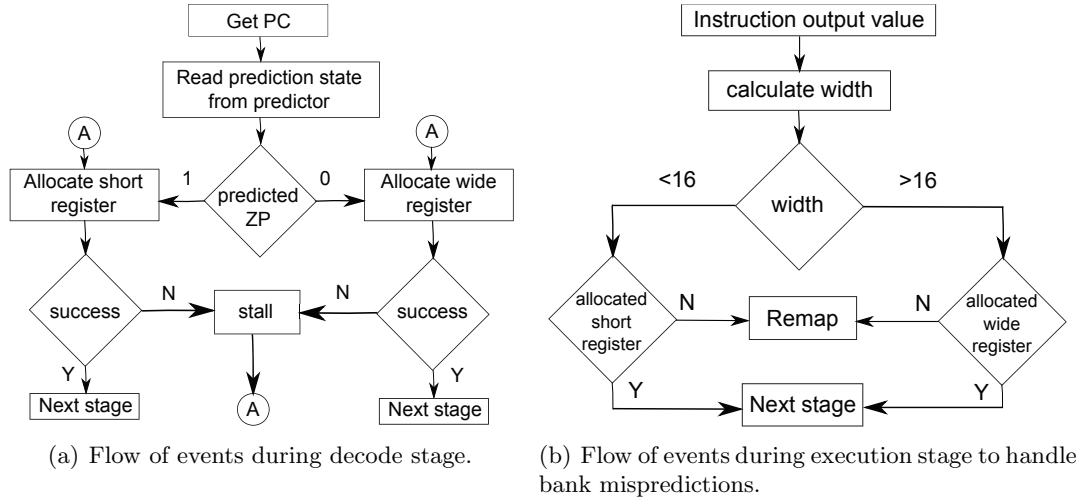 Get PC
Read prediction state
from predictor
A
A
Allocate short
register
1
predicted
ZP
0
Allocate wide
register
success
N
stall
N
success
Y
Y
Next stage
A
Next stage
(a) Flow of events during decode stage.
Instruction output value
calculate width
<16
>16
width
allocated
short
register
N
Remap
N
allocated
wide
register
Y
Next stage
Y
(b) Flow of events during execution stage to handle
bank mispredictions.